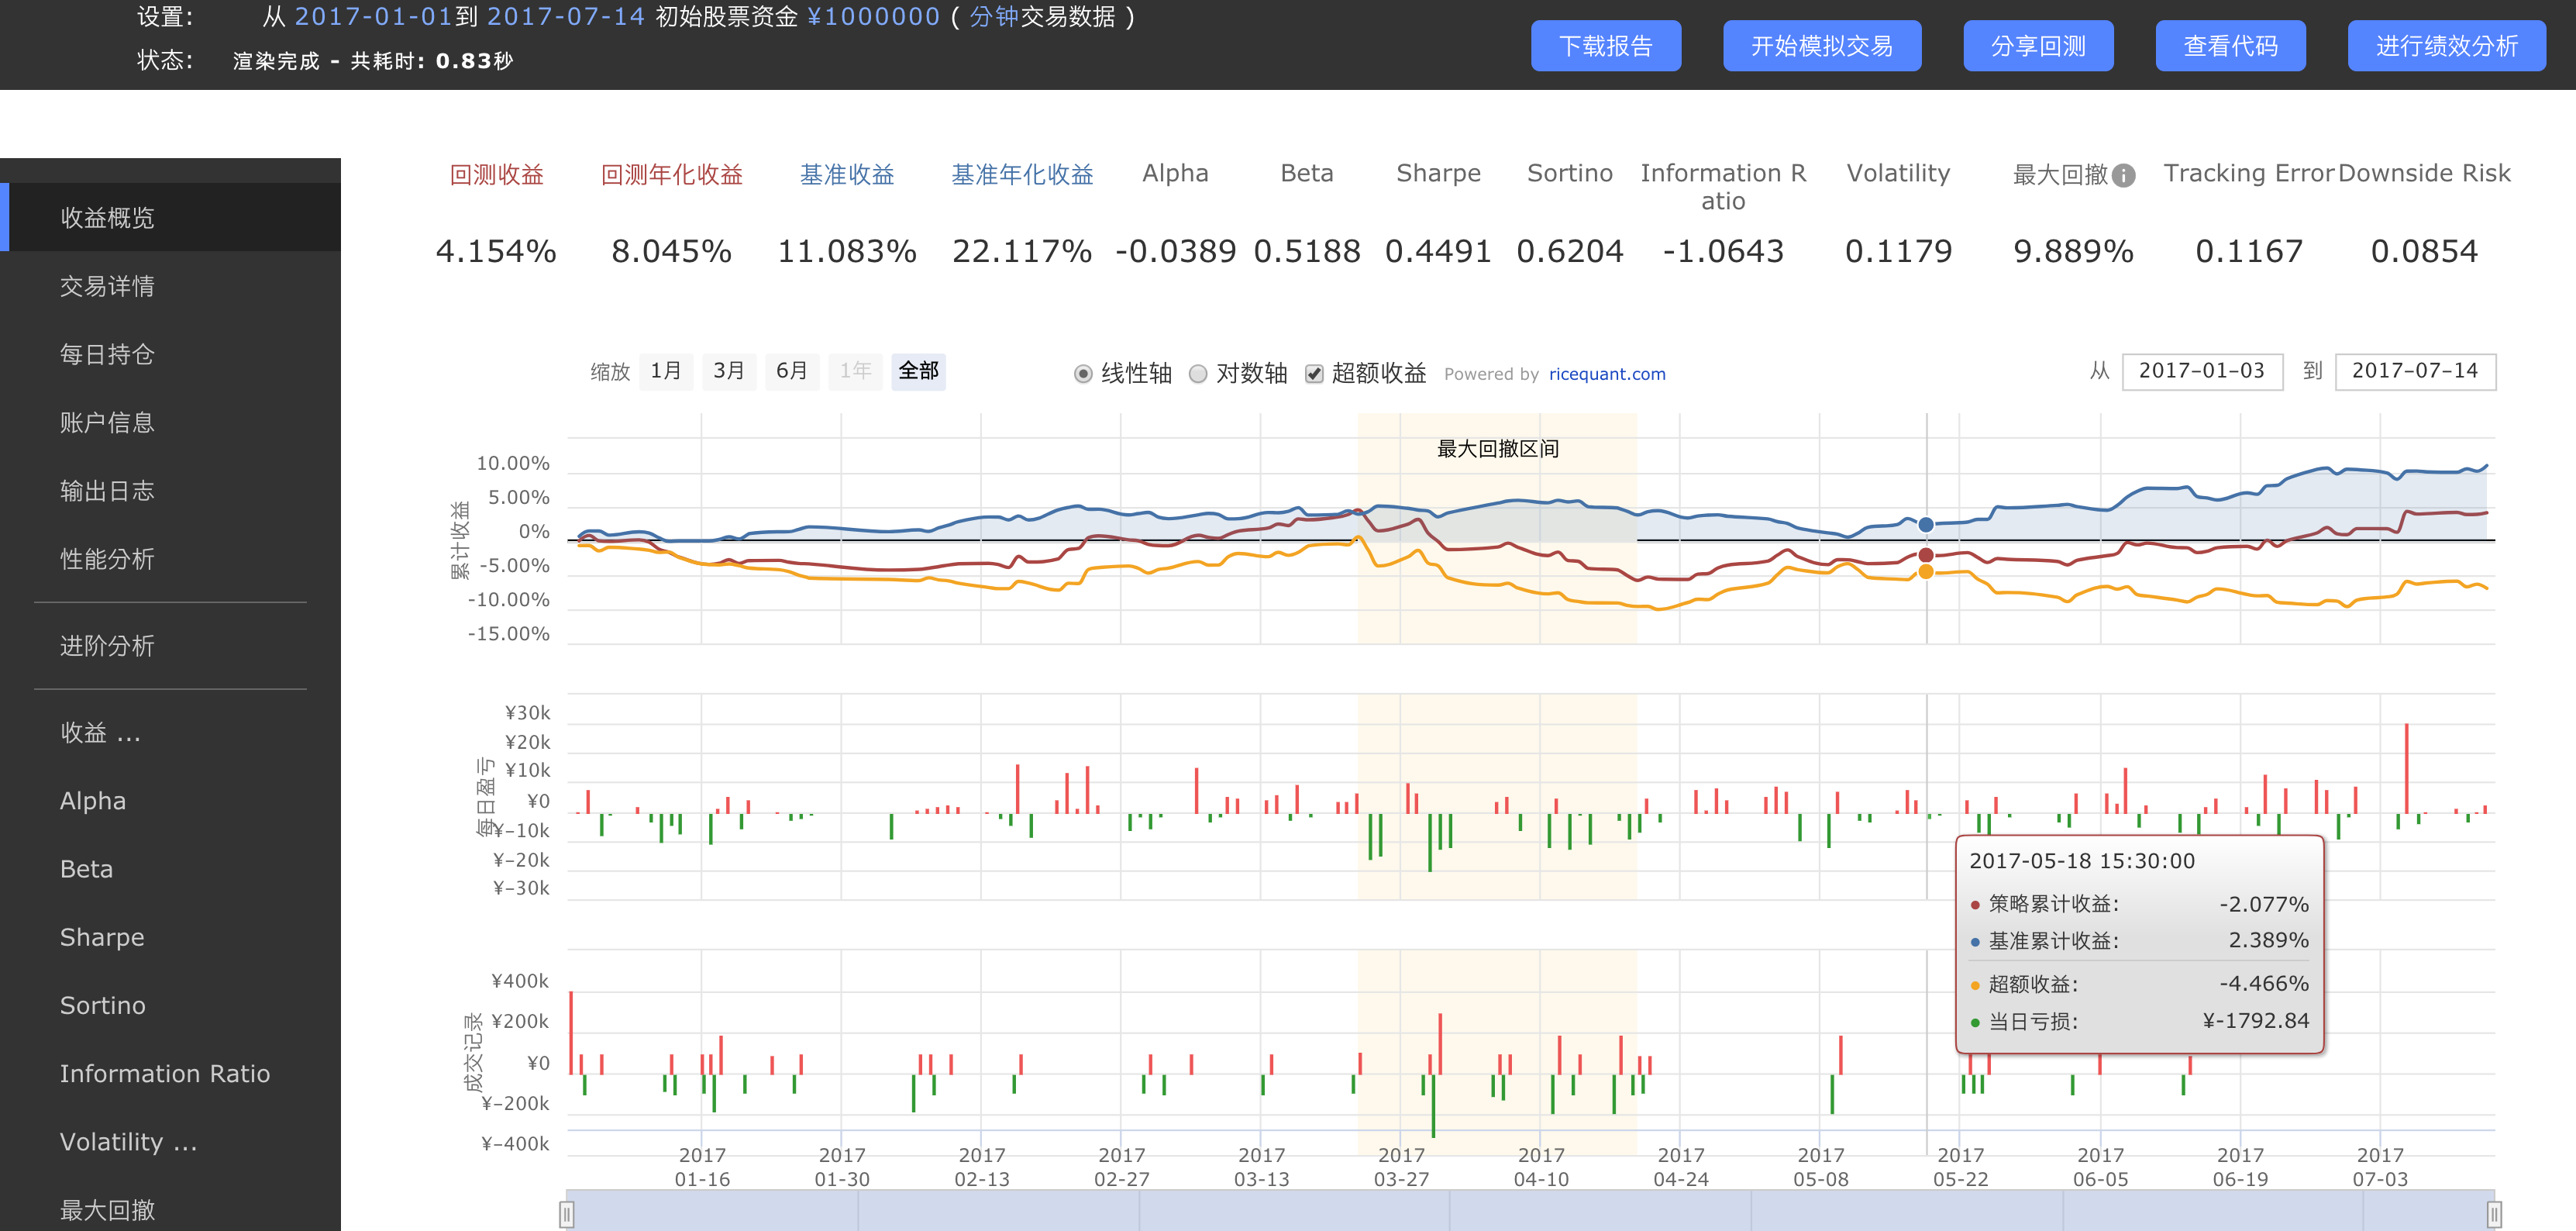 设置: 从 2017-01-01到 2017-07-14 初始股票资金 ¥1000000 ( 分钟交易数据 )
状态: 渲染完成 - 共耗时: 0.83秒
下载报告 开始模拟交易 分享回测 查看代码 进行绩效分析
收益概览
交易详情
每日持仓
账户信息
输出日志
性能分析
进阶分析
收益 ...
Alpha
Beta
Sharpe
Sortino
Information Ratio
Volatility ...
最大回撤
回测收益 回测年化收益 基准收益 基准年化收益 Alpha Beta Sharpe Sortino Information R
atio Volatility 最大回撤 Tracking Error Downside Risk
4.154% 8.045% 11.083% 22.117% -0.0389 0.5188 0.4491 0.6204 -1.0643 0.1179 9.889% 0.1167 0.0854
缩放 1月 3月 6月 1年 全部 线性轴 对数轴 超额收益 Powered by ricequant.com 从 2017-01-03 到 2017-07-14
最大回撤区间
累计收益
10.00%
5.00%
0%
-5.00%
-10.00%
-15.00%
每日盈亏
¥30k
¥20k
¥10k
¥0
¥-10k
¥-20k
¥-30k
成交记录
¥400k
¥200k
¥0
¥-200k
¥-400k
2017-05-18 15:30:00
策略累计收益: -2.077%
基准累计收益: 2.389%
超额收益: -4.466%
当日亏损: ¥-1792.84
2017 2017 2017 2017 2017 2017 2017 2017 2017 2017 2017 2017 2017
01-16 01-30 02-13 02-27 03-13 03-27 04-10 04-24 05-08 05-22 06-05 06-19 07-03